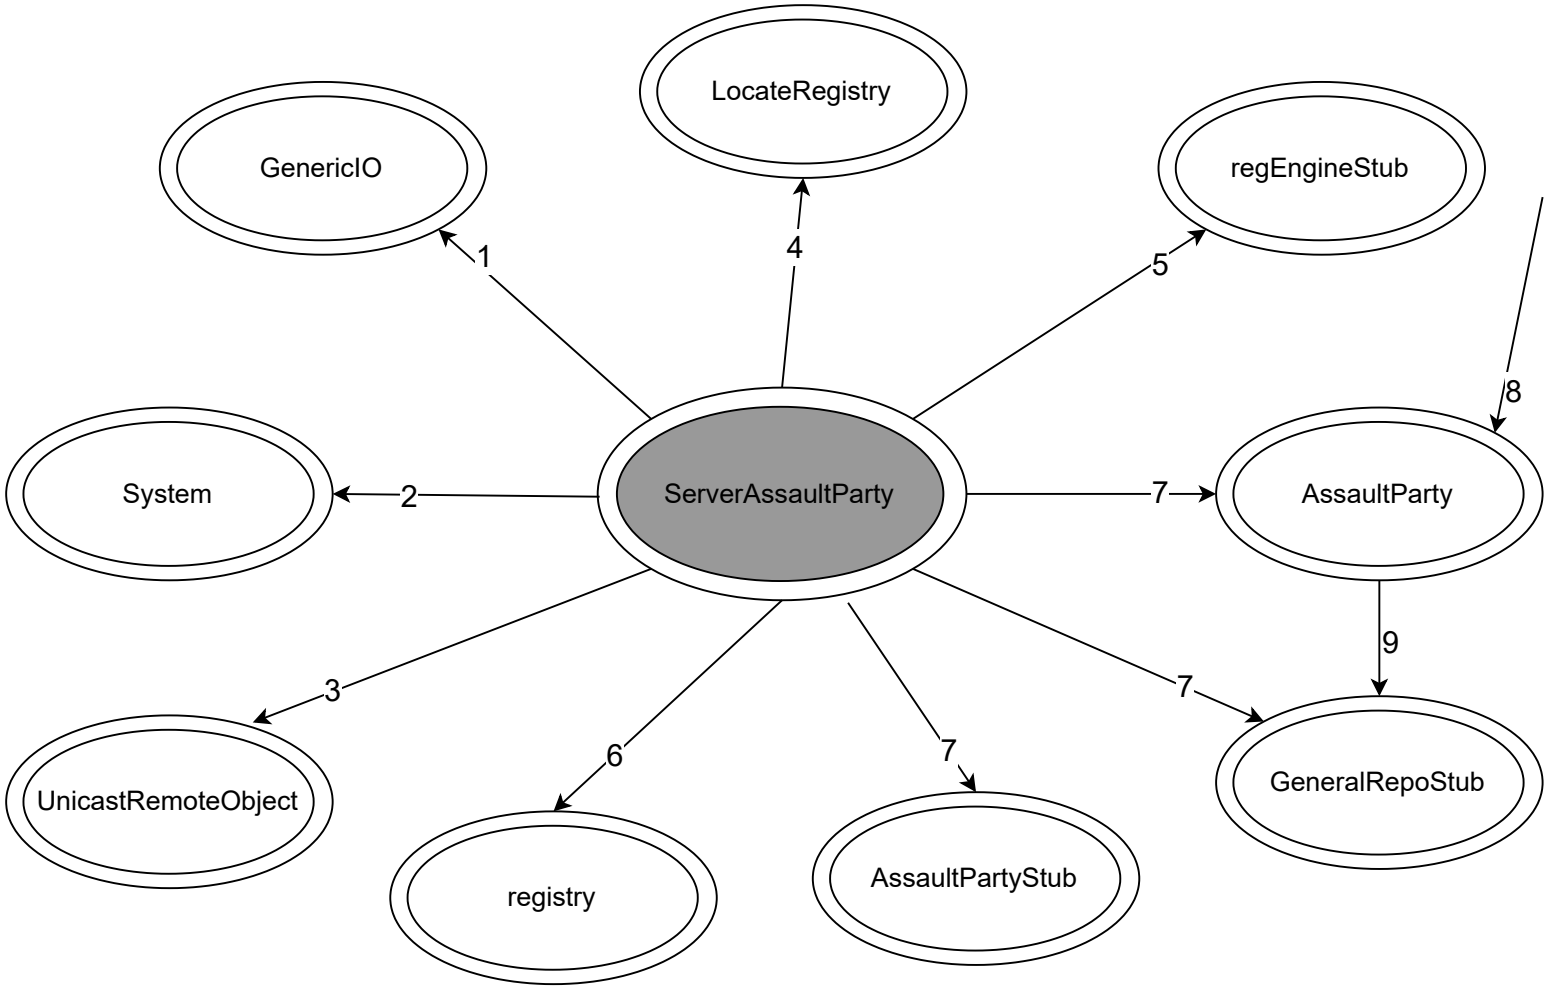 LocateRegistry
GenericIO
regEngineStub
1
4
5
8
System
2
ServerAssaultParty
7
AssaultParty
3
6
7
7
9
UnicastRemoteObject
registry
AssaultPartyStub
GeneralRepoStub